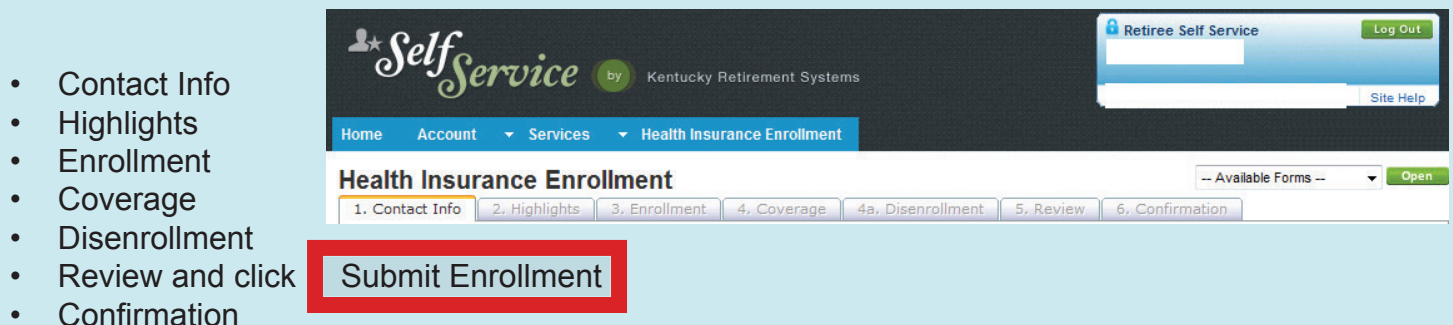 • Contact Info
• Highlights
• Enrollment
• Coverage
• Disenrollment
• Review and click Submit Enrollment
• Confirmation
Self Service by Kentucky Retirement Systems
Retiree Self Service Log Out
Site Help
Home Account Services Health Insurance Enrollment
Health Insurance Enrollment
-- Available Forms -- Open
1. Contact Info 2. Highlights 3. Enrollment 4. Coverage 4a. Disenrollment 5. Review 6. Confirmation